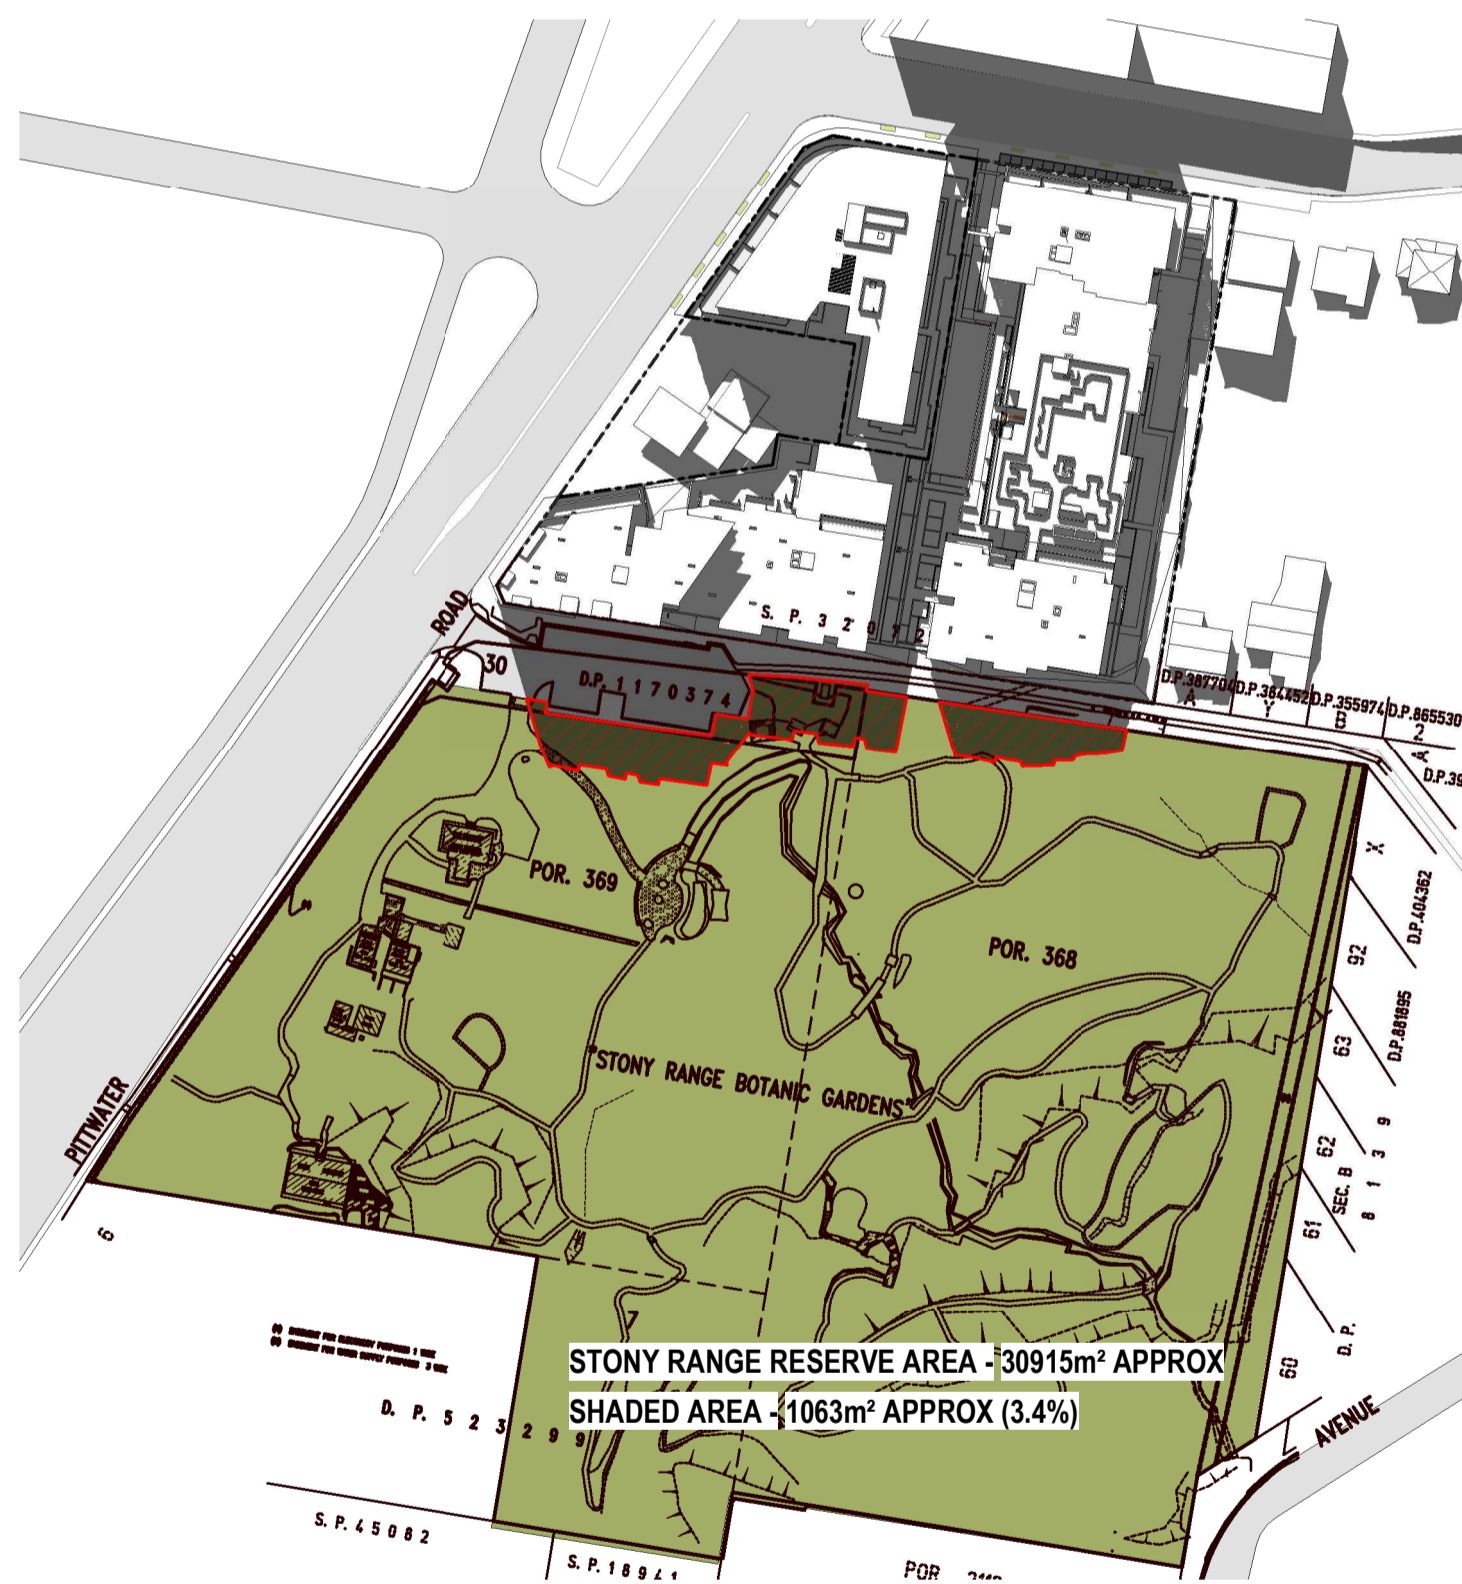 ROAD
S. P. 3 2 0 7 2
30
D.P. 1 1 7 0 3 7 4
D.P.387704
D.P.384452
D.P.355974
D.P.865530
A
Y
B
2
A
D.P.39
X
POR. 369
POR. 368
D.P.404362
92
D.P.881895
63
"STONY RANGE BOTANIC GARDENS"
PITTWATER
62
SEC. B
8 1 3 9
61
6
7
D. P.
60
STONY RANGE RESERVE AREA - 30915m² APPROX
SHADED AREA - 1063m² APPROX (3.4%)
D. P. 5 2 3 2 9 9
AVENUE
S. P. 4 5 0 8 2
S. P. 1 8 9 4 1
POR.